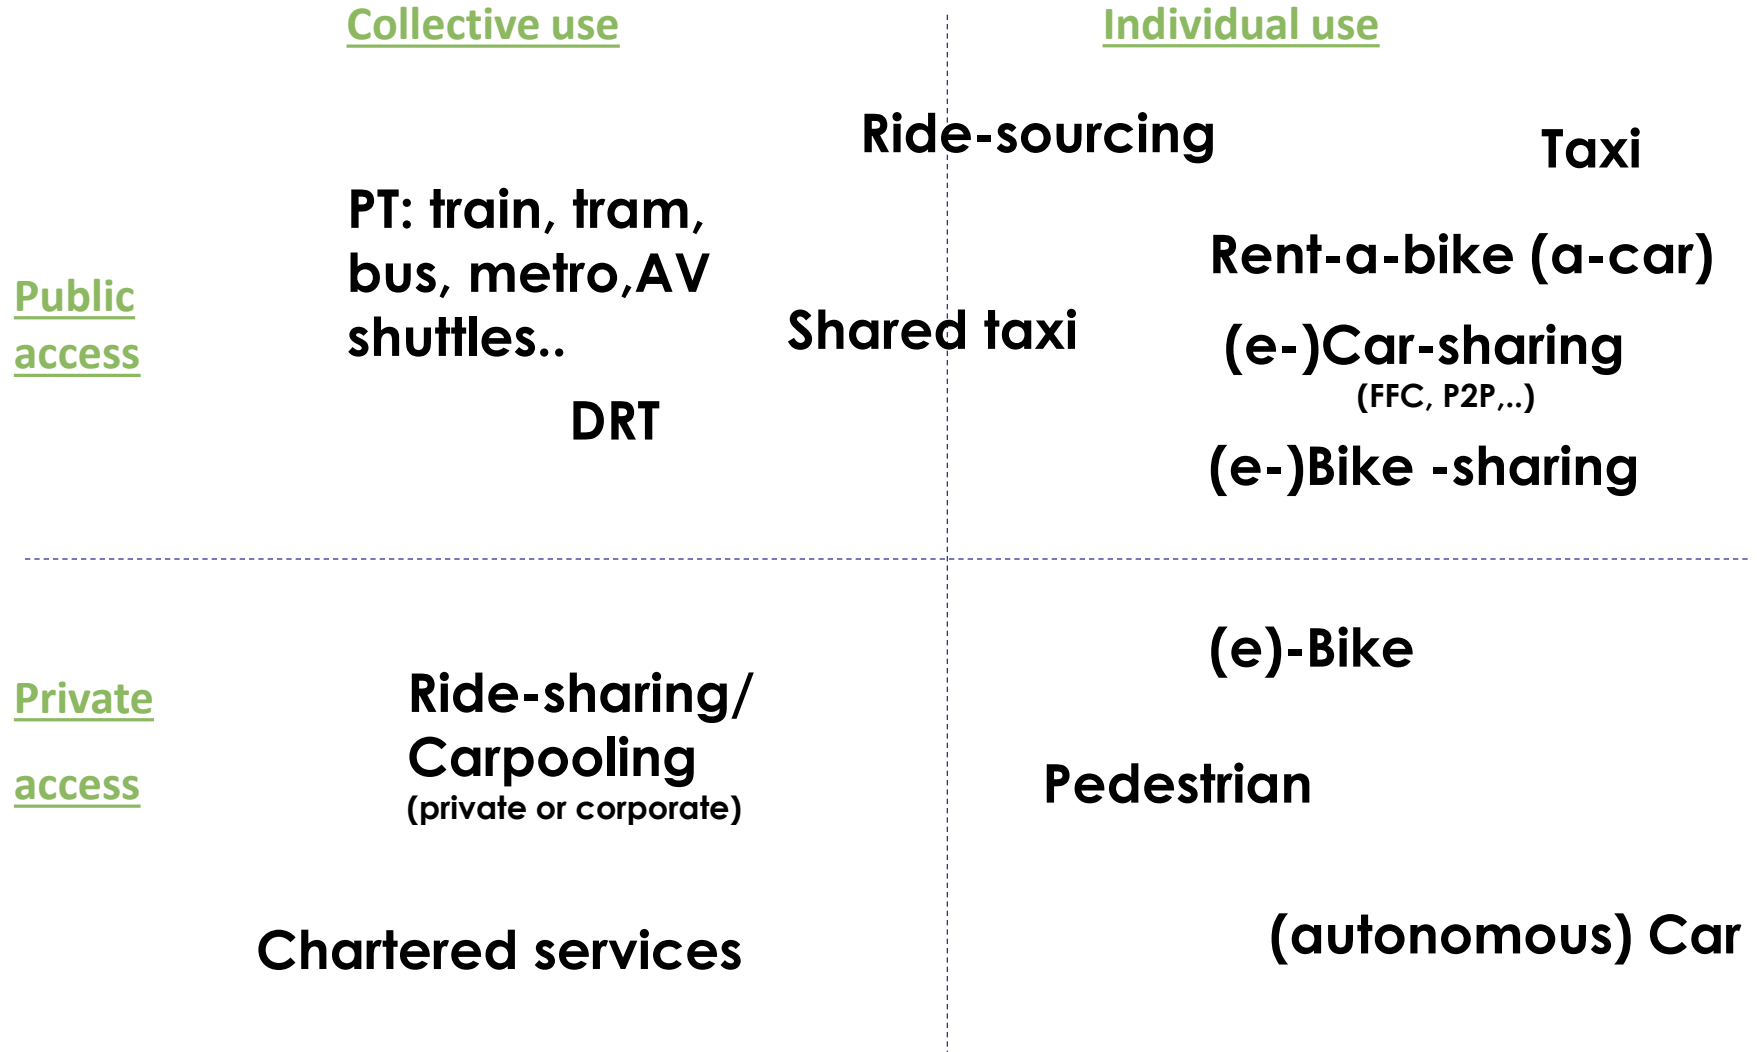 Collective use
Individual use
Public
access
PT: train, tram,
bus, metro,AV
shuttles..
DRT
Ride-sourcing
Shared taxi
Taxi
Rent-a-bike (a-car)
(e-)Car-sharing
(FFC, P2P,..)
(e-)Bike -sharing
Private
access
Ride-sharing/
Carpooling
(private or corporate)
Chartered services
(e)-Bike
Pedestrian
(autonomous) Car